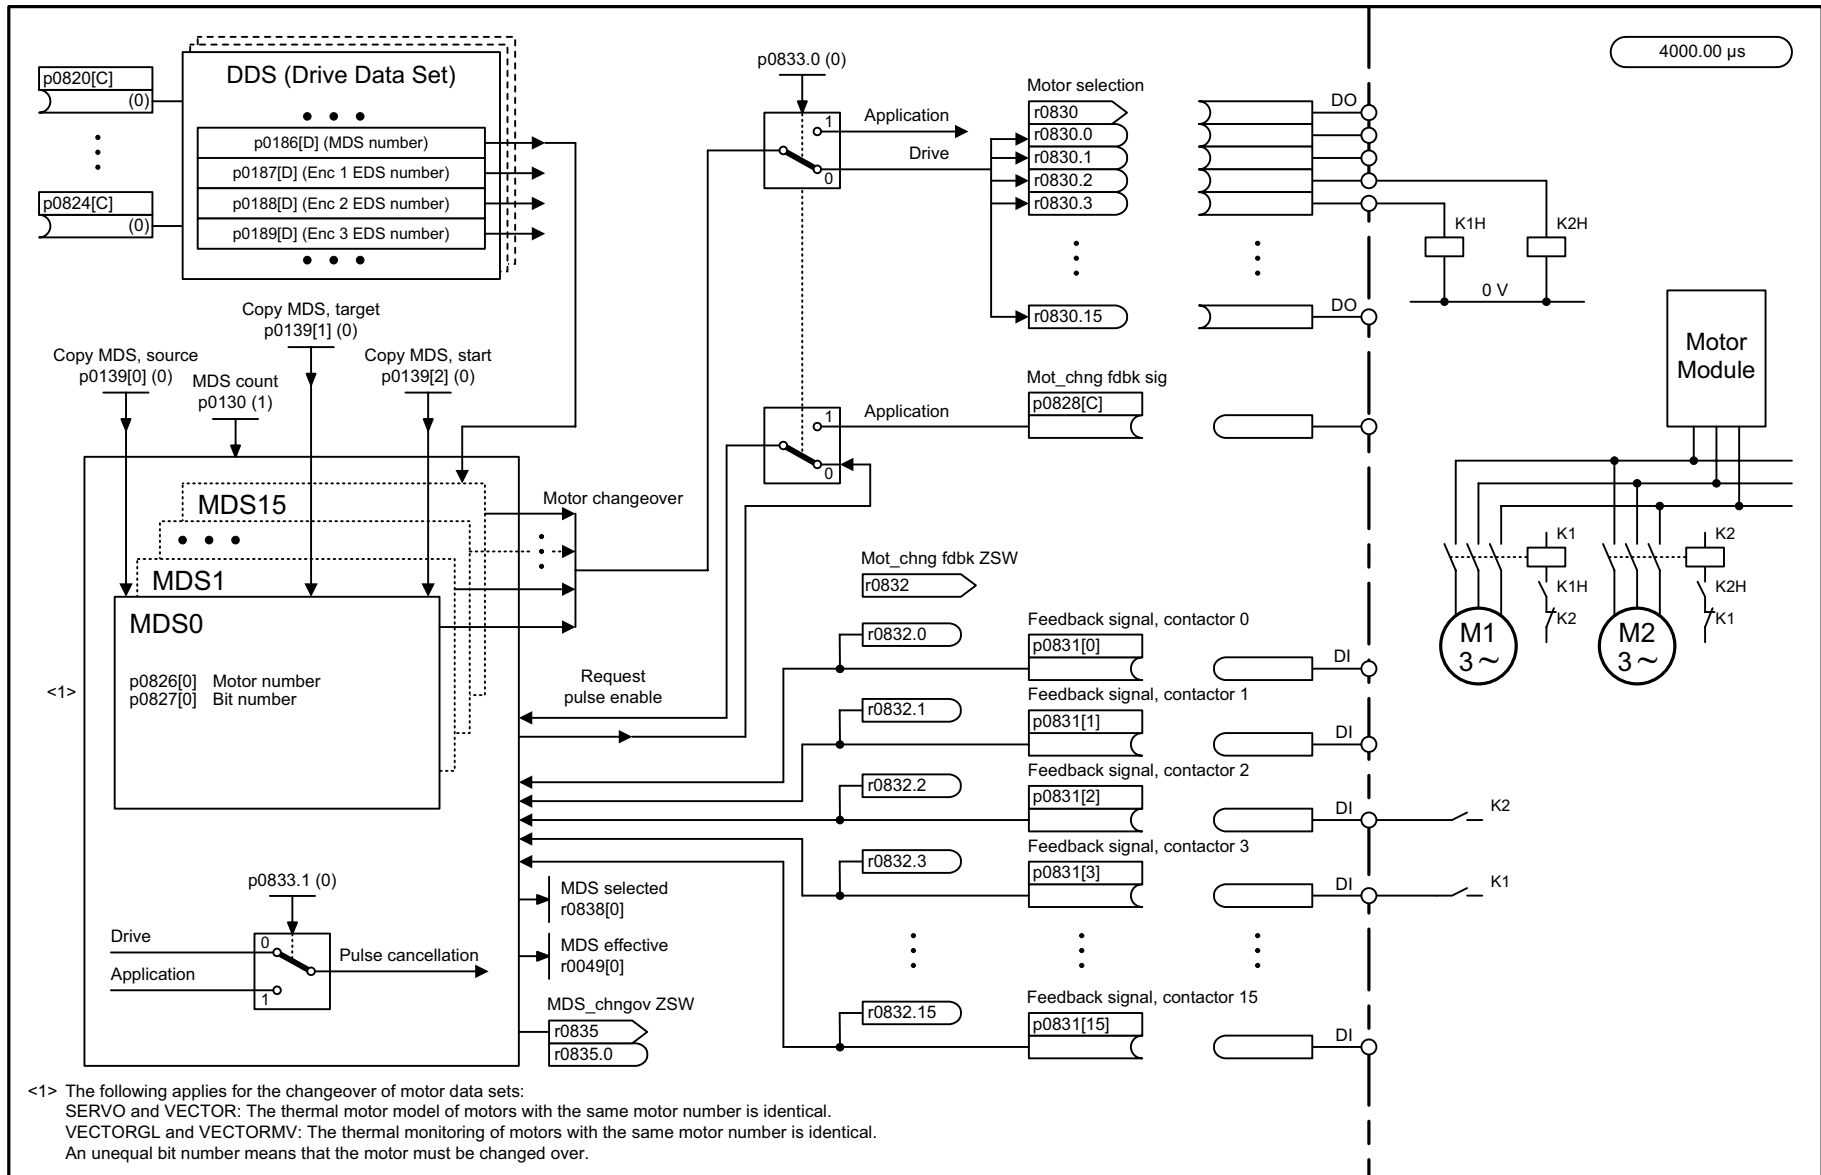 4000.00 µs
p0820[C]
(0)
p0824[C]
(0)
DDS (Drive Data Set)
p0186[D] (MDS number)
p0187[D] (Enc 1 EDS number)
p0188[D] (Enc 2 EDS number)
p0189[D] (Enc 3 EDS number)
p0833.0 (0)
1
0
Application
Drive
Motor selection
r0830
r0830.0
r0830.1
r0830.2
r0830.3
r0830.15
DO
DO
K1H
K2H
0 V
Copy MDS, target
p0139[1] (0)
Copy MDS, source
p0139[0] (0)
MDS count
p0130 (1)
Copy MDS, start
p0139[2] (0)
1
0
Application
Mot_chng fdbk sig
p0828[C]
Motor
Module
MDS15
MDS1
MDS0
p0826[0] Motor number
p0827[0] Bit number
<1>
Motor changeover
Request
pulse enable
Mot_chng fdbk ZSW
r0832
r0832.0
Feedback signal, contactor 0
p0831[0]
DI
r0832.1
Feedback signal, contactor 1
p0831[1]
DI
r0832.2
Feedback signal, contactor 2
p0831[2]
DI
K2
r0832.3
Feedback signal, contactor 3
p0831[3]
DI
K1
r0832.15
Feedback signal, contactor 15
p0831[15]
DI
K1
K1H
K2
K2
K2H
K1
M1
3 ~
M2
3 ~
p0833.1 (0)
Drive
Application
0
1
Pulse cancellation
MDS selected
r0838[0]
MDS effective
r0049[0]
MDS_chngov ZSW
r0835
r0835.0
<1> The following applies for the changeover of motor data sets:
SERVO and VECTOR: The thermal motor model of motors with the same motor number is identical.
VECTORGL and VECTORMV: The thermal monitoring of motors with the same motor number is identical.
An unequal bit number means that the motor must be changed over.